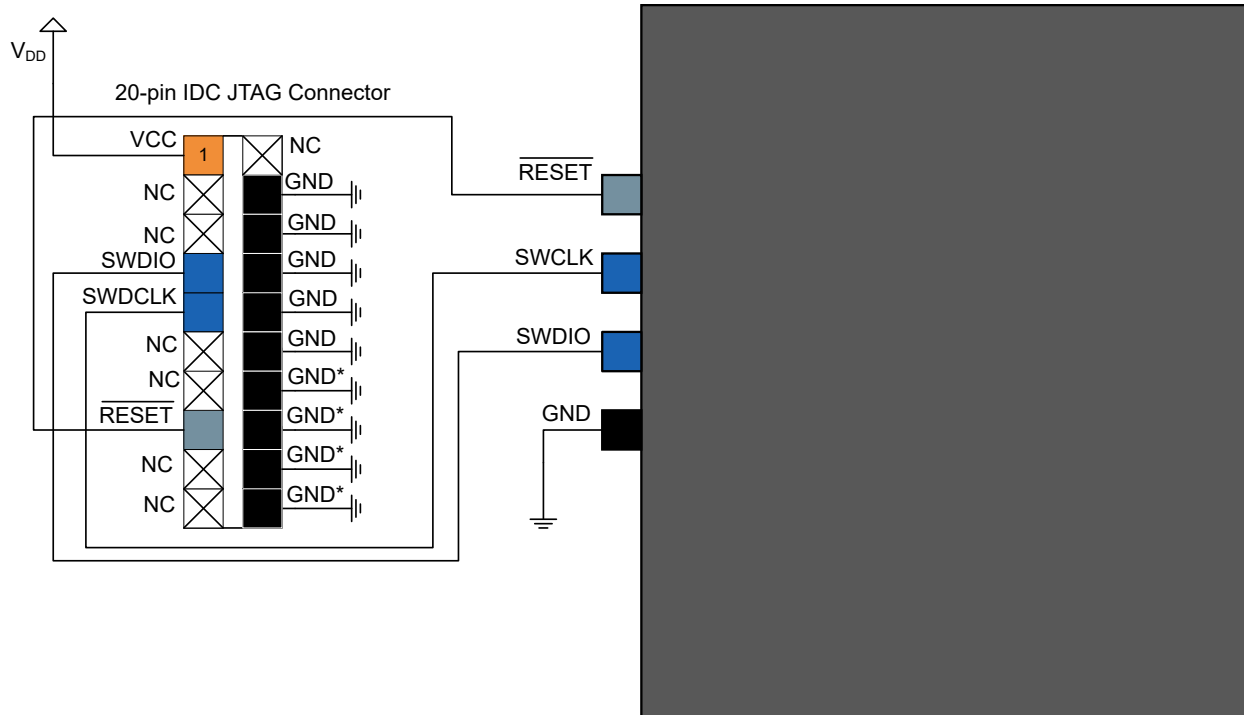 VDD
20-pin IDC JTAG Connector
VCC
1
NC
NC
GND
NC
GND
SWDIO
GND
SWDCLK
GND
NC
GND
NC
GND*
RESET
GND*
NC
GND*
NC
GND*
RESET
SWCLK
SWDIO
GND